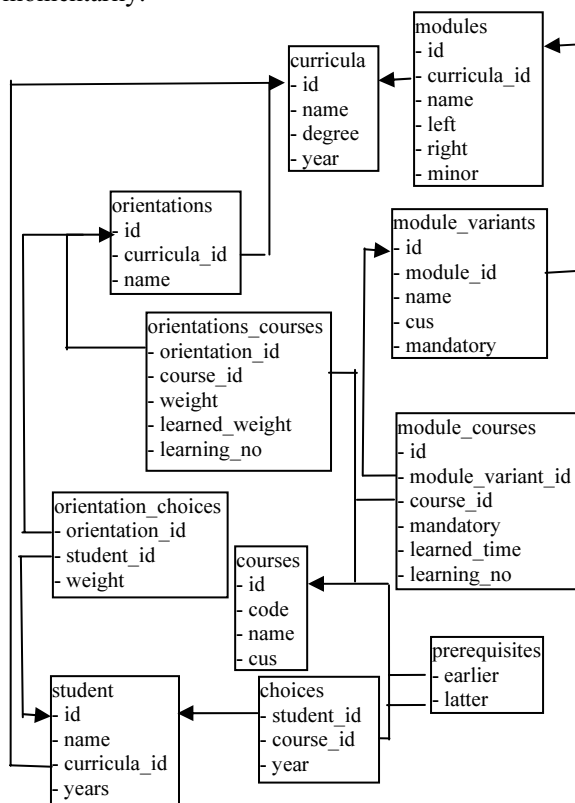 momentarily.
curricula
- id
- name
- degree
- year
modules
- id
- curricula_id
- name
- left
- right
- minor
orientations
- id
- curricula_id
- name
module_variants
- id
- module_id
- name
- cus
- mandatory
orientations_courses
- orientation_id
- course_id
- weight
- learned_weight
- learning_no
module_courses
- id
- module_variant_id
- course_id
- mandatory
- learned_time
- learning_no
orientation_choices
- orientation_id
- student_id
- weight
courses
- id
- code
- name
- cus
prerequisites
- earlier
- latter
student
- id
- name
- curricula_id
- years
choices
- student_id
- course_id
- year